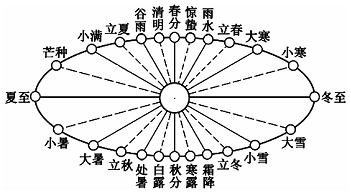 谷雨
清明
春分
惊蛰
雨水
立夏
立春
小满
大寒
芒种
小寒
夏至
冬至
小暑
大雪
大暑
小雪
立秋
立冬
处暑
白露
秋分
寒露
霜降